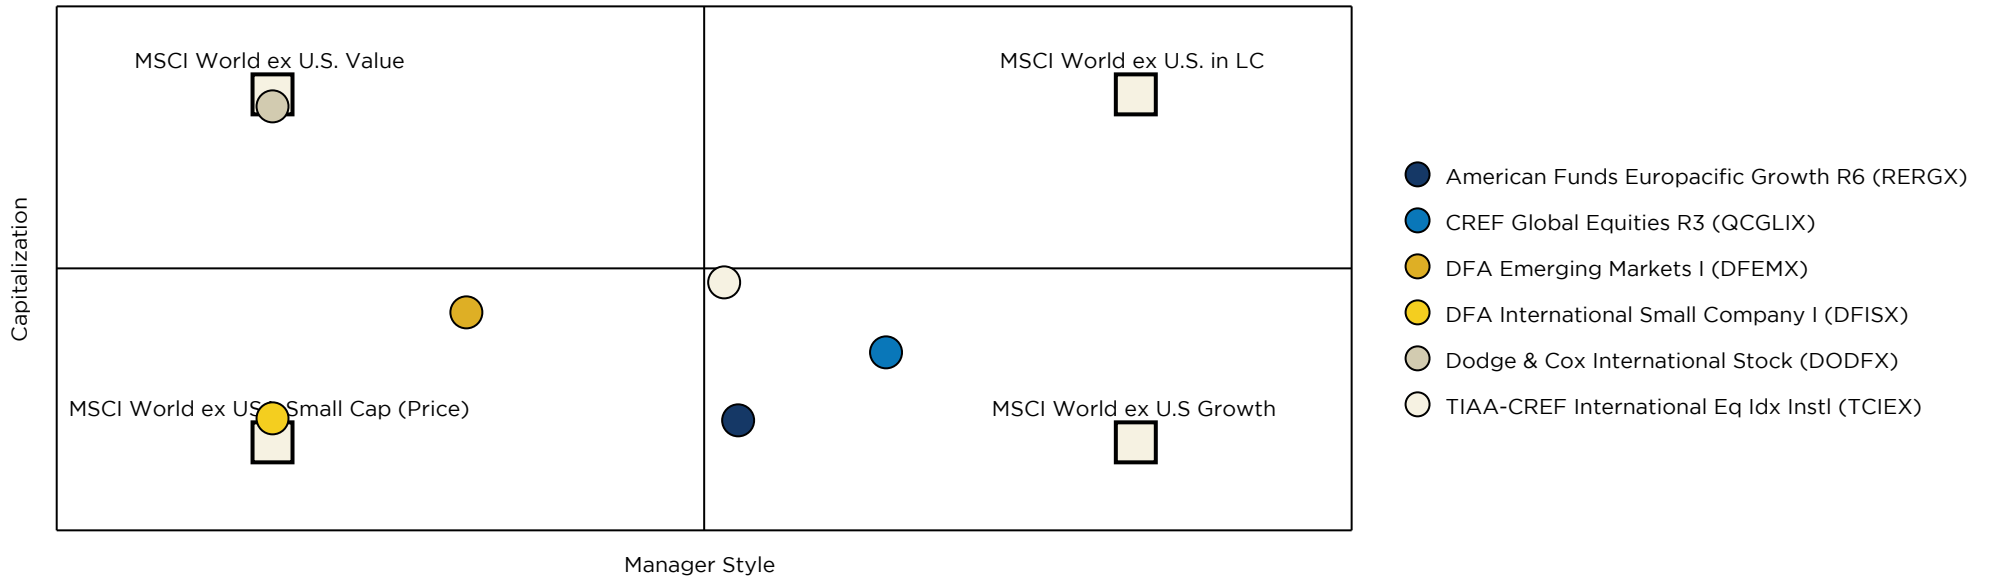 MSCI World ex U.S. Value
MSCI World ex U.S. in LC
Capitalization
MSCI World ex US Small Cap (Price)
MSCI World ex U.S Growth
Manager Style
American Funds Europacific Growth R6 (RERGX)
CREF Global Equities R3 (QCGLIX)
DFA Emerging Markets I (DFEMX)
DFA International Small Company I (DFISX)
Dodge & Cox International Stock (DODFX)
TIAA-CREF International Eq Idx Instl (TCIEX)